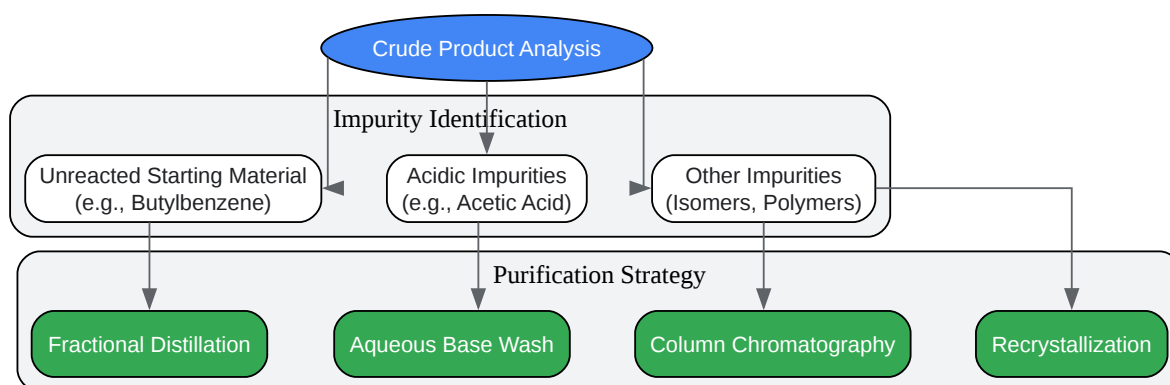 Crude Product Analysis
Impurity Identification
Unreacted Starting Material
(e.g., Butylbenzene)
Acidic Impurities
(e.g., Acetic Acid)
Other Impurities
(Isomers, Polymers)
Purification Strategy
Fractional Distillation
Aqueous Base Wash
Column Chromatography
Recrystallization